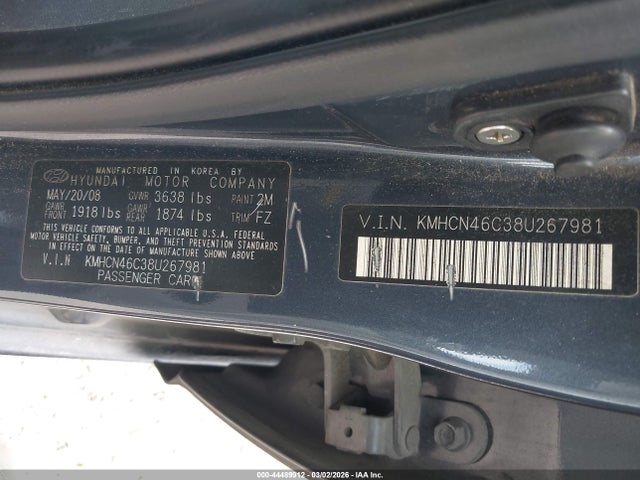 MANUFACTURED IN KOREA BY
HYUNDAI MOTOR COMPANY
MAY/20/08 GVWR 3638 lbs PAINT 2M
GAWR FRONT 1918 lbs GAWR REAR 1874 lbs TRIM FZ
THIS VEHICLE CONFORMS TO ALL APPLICABLE U.S.A. FEDERAL
MOTOR VEHICLE SAFETY, BUMPER, AND THEFT PREVENTION STANDARDS
IN EFFECT ON THE DATE OF MANUFACTURE SHOWN ABOVE
V.I.N KMHCN46C38U267981
PASSENGER CAR
V.I.N. KMHCN46C38U267981
000-44489912 - 03/02/2026 - IAAHQ CORPORATE